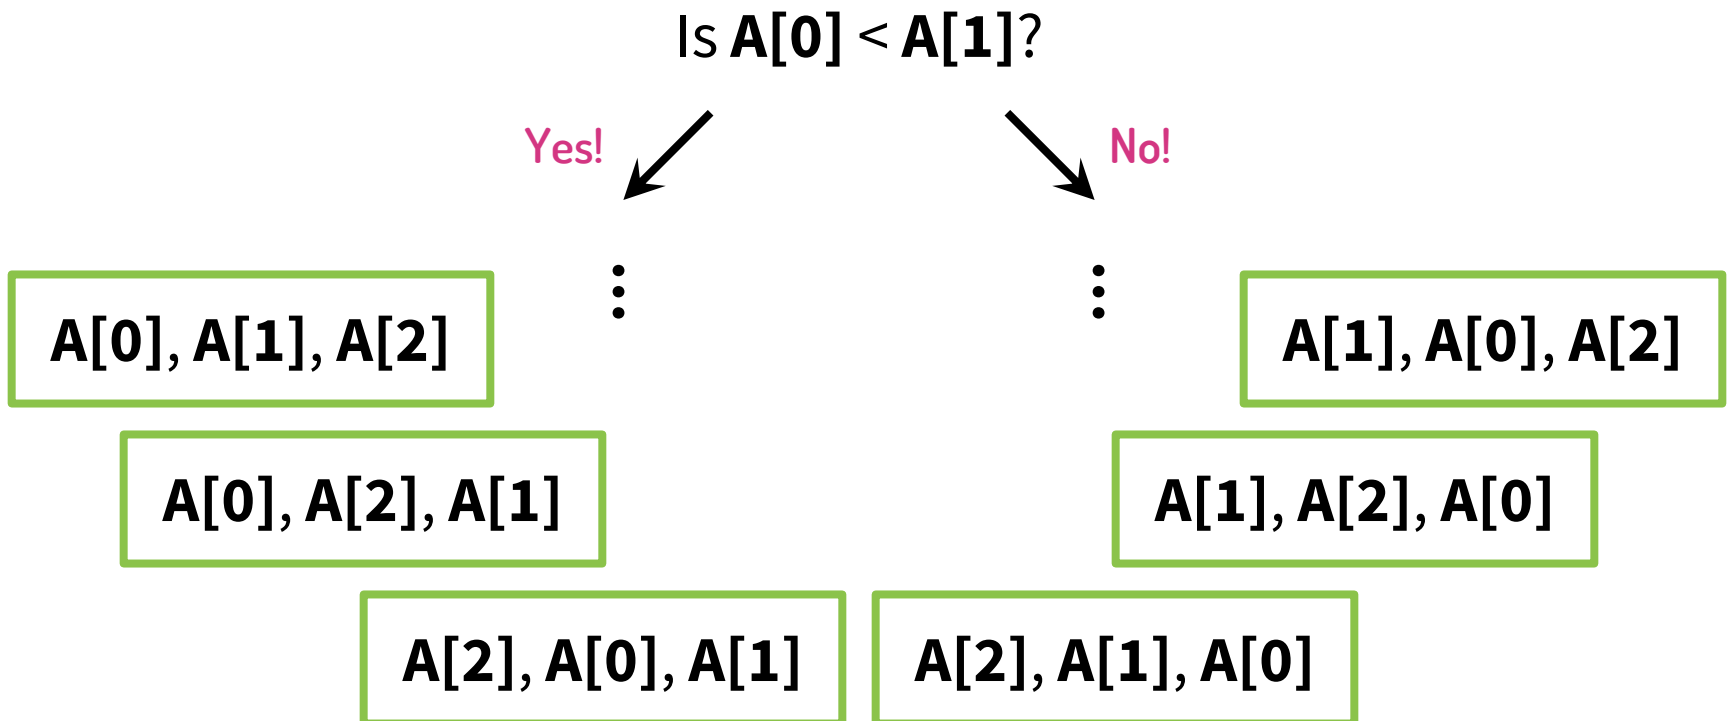 Is A[0] < A[1]?
Yes!
No!
A[0], A[1], A[2]
A[1], A[0], A[2]
A[0], A[2], A[1]
A[1], A[2], A[0]
A[2], A[0], A[1]
A[2], A[1], A[0]